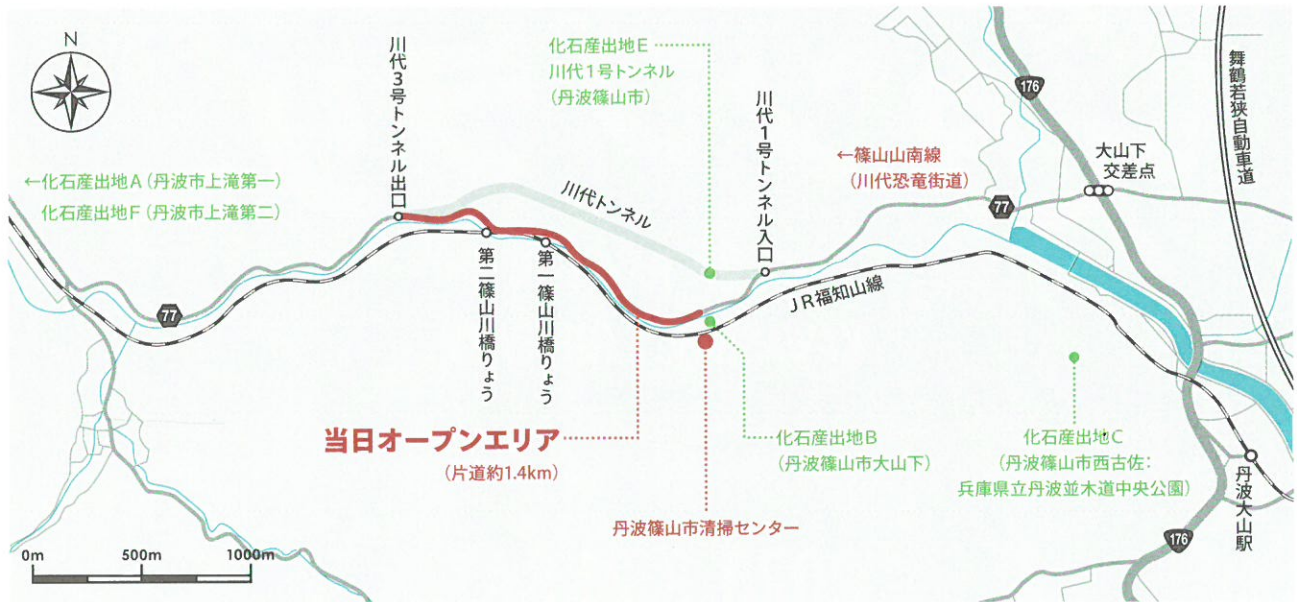 N
川代3号トンネル出口
化石産出地E
川代1号トンネル
(丹波篠山市)
川代1号トンネル入口
176
舞鶴若狭自動車道
大山下
交差点
←篠山山南線
(川代恐竜街道)
77
←化石産出地A(丹波市上滝第一)
化石産出地F(丹波市上滝第二)
川代トンネル
77
第二篠山川橋りょう
第一篠山川橋りょう
JR福知山線
当日オープンエリア
(片道約1.4km)
化石産出地B
(丹波篠山市大山下)
化石産出地C
(丹波篠山市西古佐:
兵庫県立丹波並木道中央公園)
丹波大山駅
丹波篠山市清掃センター
176
0m 500m 1000m